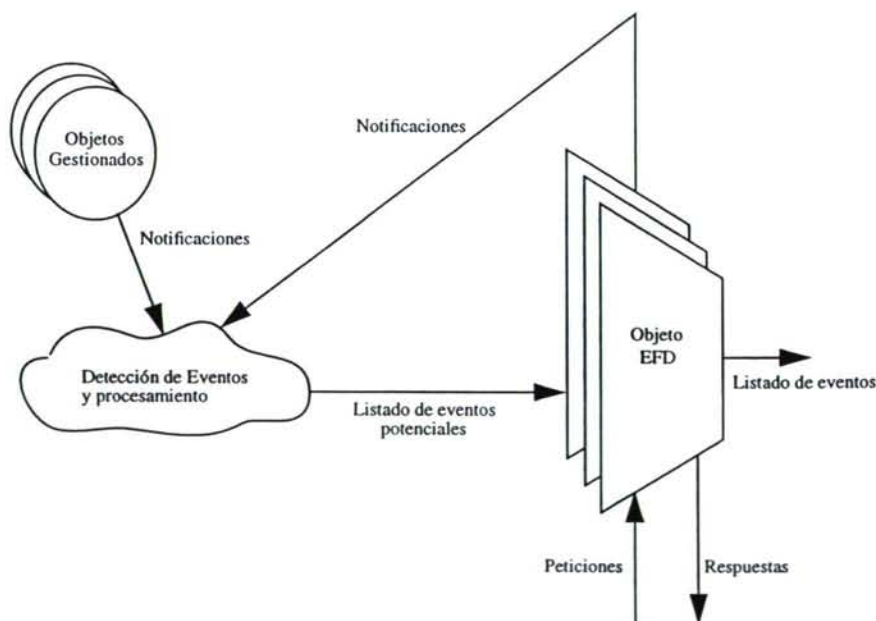 Objetos
Gestionados
Notificaciones
Notificaciones
Detección de Eventos
y procesamiento
Listado de eventos
potenciales
Objeto
EFD
Listado de eventos
Peticiones
Respuestas